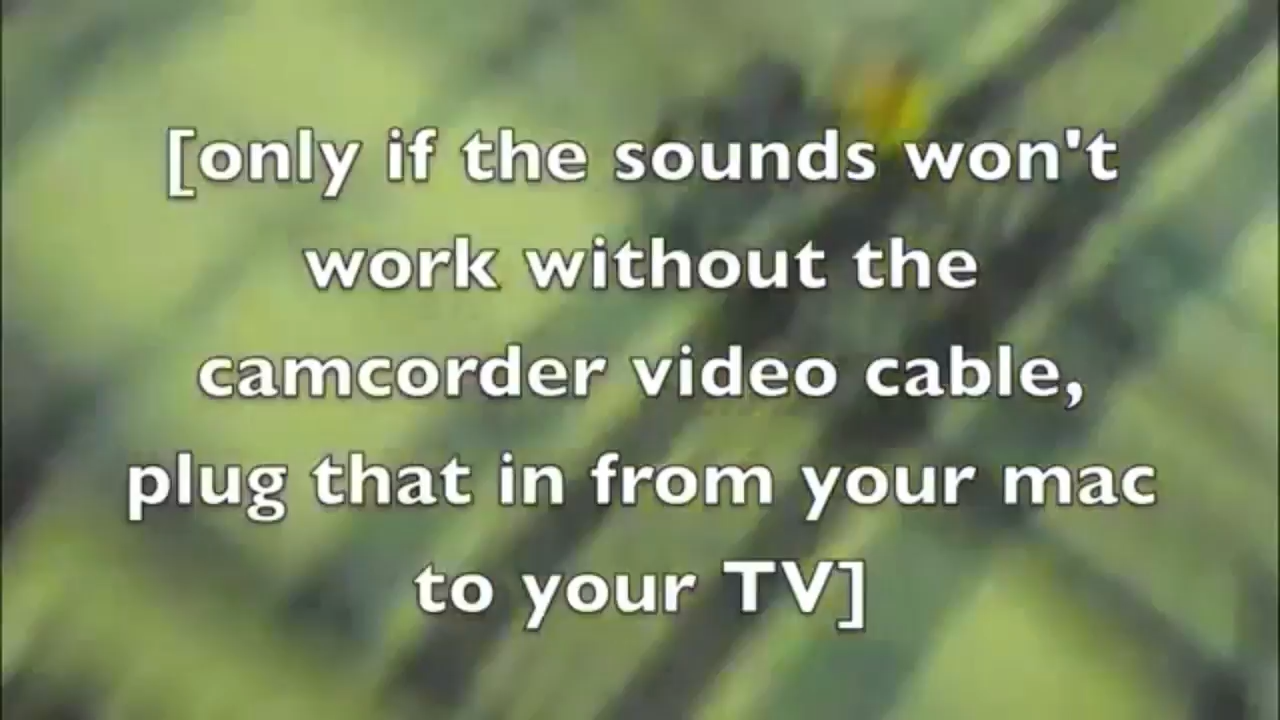 [only if the sounds won't
work without the
camcorder video cable,
plug that in from your mac
to your TV]